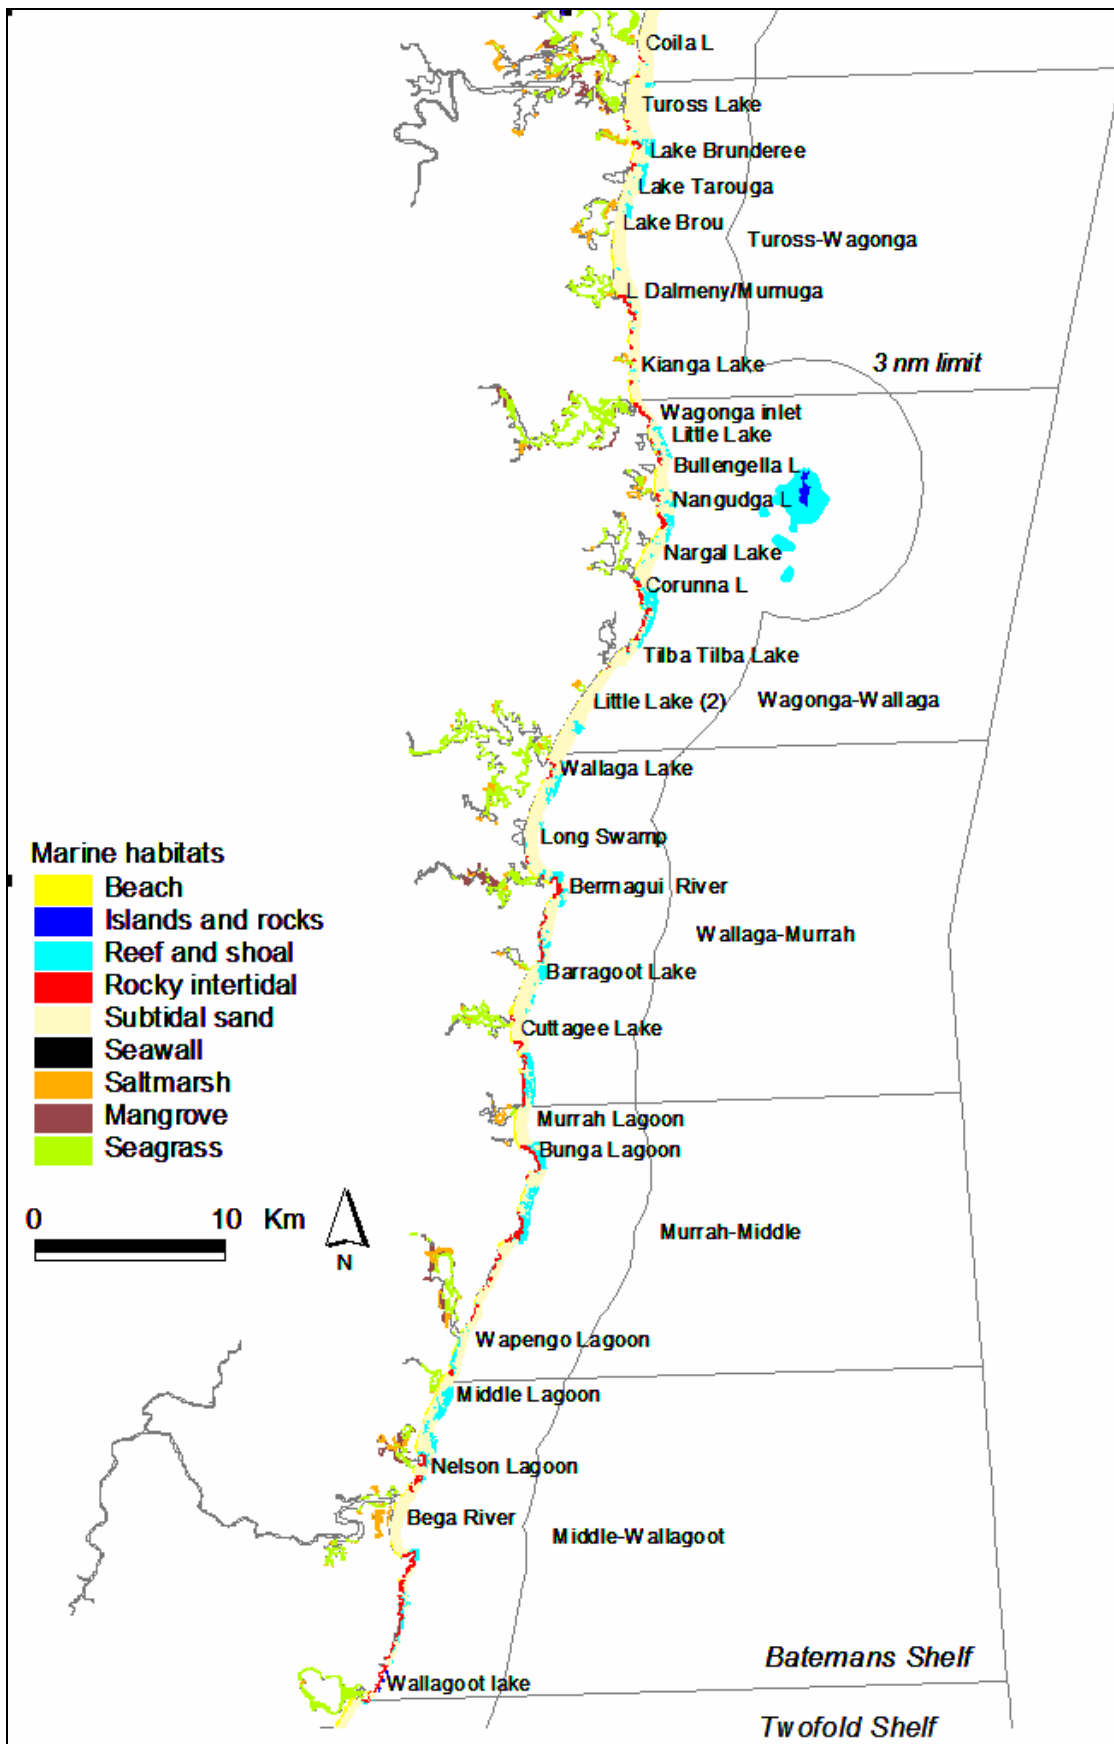 Coila L
Tuross Lake
Lake Brunderee
Lake Tarouga
Lake Brou
Tuross-Wagonga
L Dalmeny/Mumuga
Kianga Lake
3 nm limit
Wagonga inlet
Little Lake
Bullengella L
Nangudga L
Nargal Lake
Corunna L
Tilba Tilba Lake
Little Lake (2)
Wagonga-Wallaga
Wallaga Lake
Long Swamp
Marine habitats
Beach
Bermagui River
Islands and rocks
Wallaga-Murrah
Reef and shoal
Barragoot Lake
Rocky intertidal
Subtidal sand
Cuttagee Lake
Seawall
Saltmarsh
Mangrove
Murrah Lagoon
Seagrass
Bunga Lagoon
0 10 Km
Murrah-Middle
N
Wapengo Lagoon
Middle Lagoon
Nelson Lagoon
Bega River
Middle-Wallagoot
Batemans Shelf
Wallagoot lake
Twofold Shelf